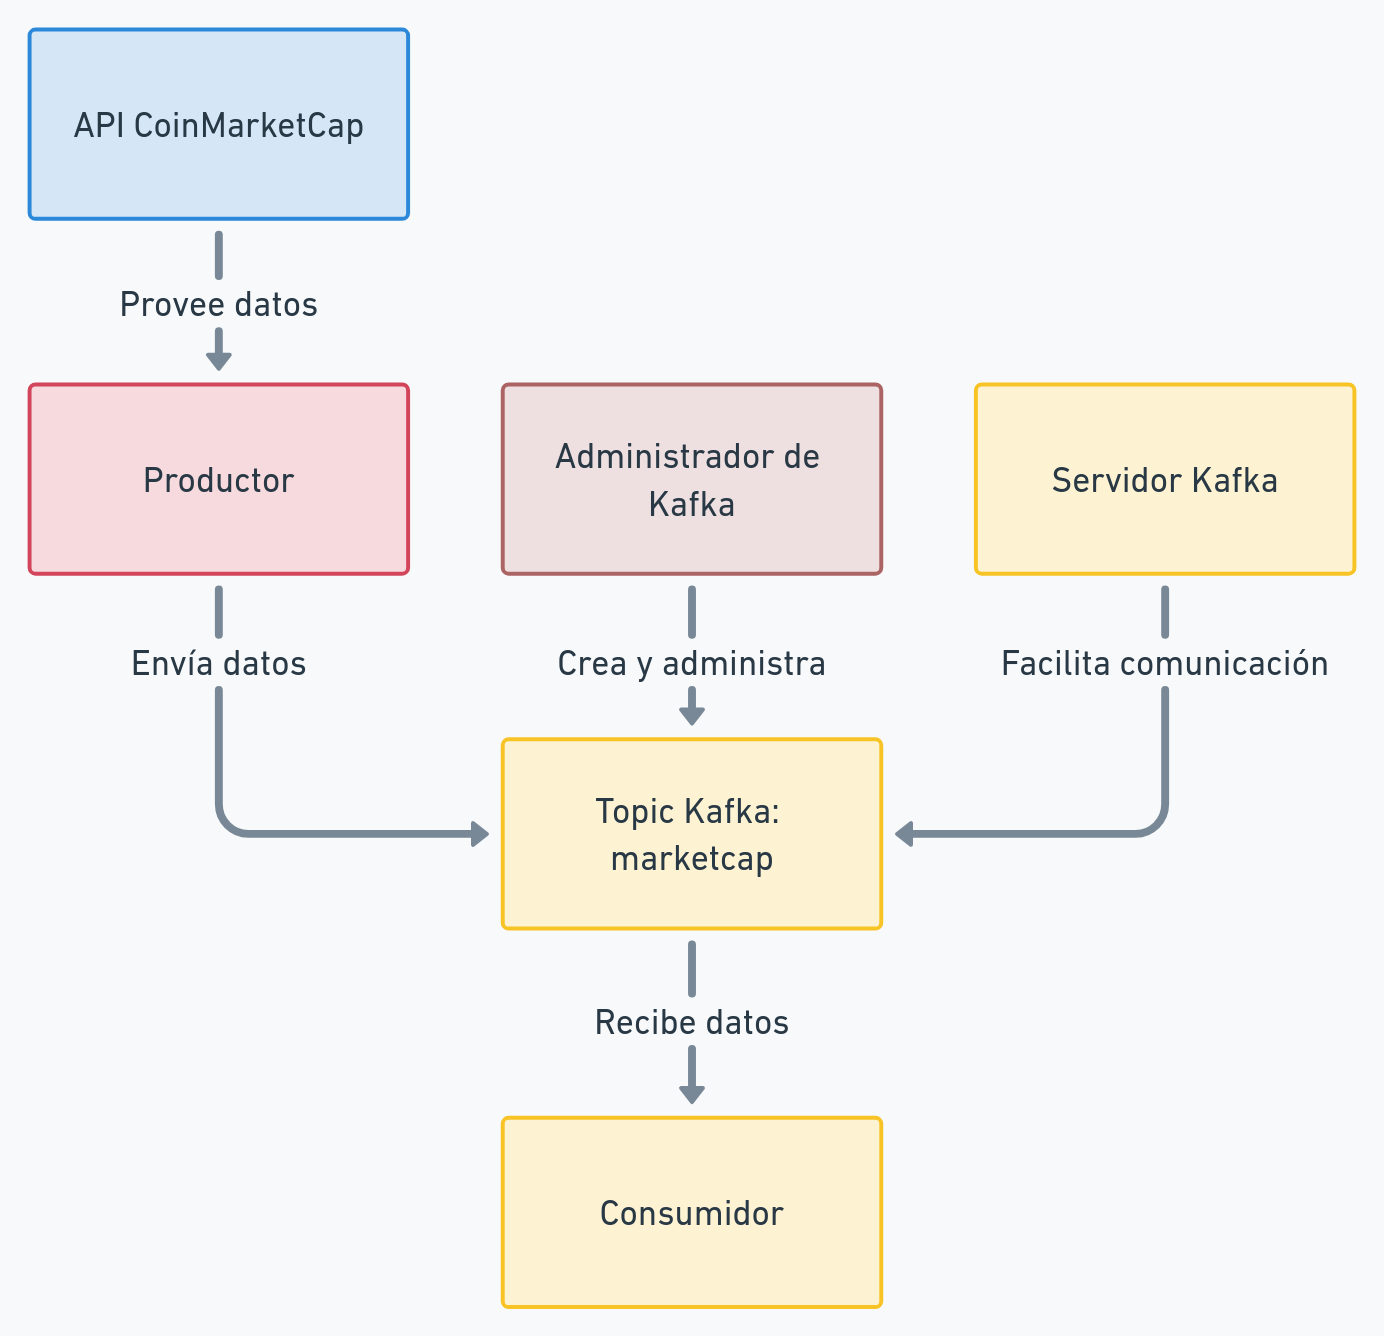 API CoinMarketCap
Provee datos
Productor
Administrador de
Kafka
Servidor Kafka
Envía datos
Crea y administra
Facilita comunicación
Topic Kafka:
marketcap
Recibe datos
Consumidor